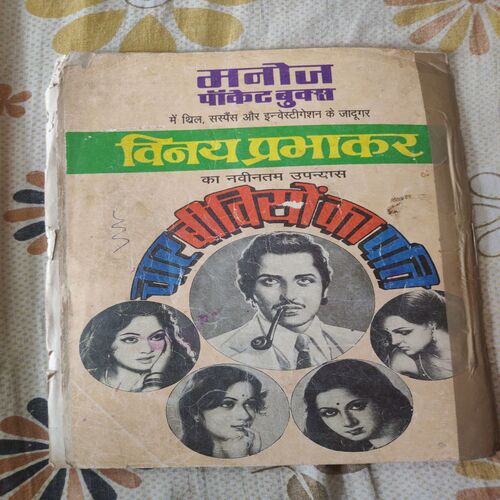 मनोज
पॉकेट बुक्स
में थ्रिल, सस्पैंस और इन्वेस्टीगेशन के जादूगर
विनय प्रभाकर
का नवीनतम उपन्यास
चार बीवियों का पति